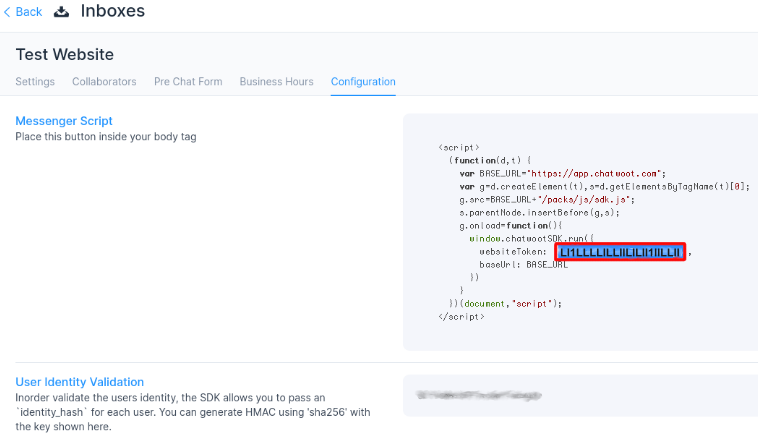 Back Inboxes
Test Website
Settings Collaborators Pre Chat Form Business Hours Configuration
Messenger Script
Place this button inside your body tag
<script>
(function(d,t) {
var BASE_URL="https://app.chatwoot.com";
var g=d.createElement(t),s=d.getElementsByTagName(t)[0];
g.src=BASE_URL+"/packs/js/sdk.js";
s.parentNode.insertBefore(g,s);
g.onload=function(){
window.chatwootSDK.run({
websiteToken: ,
baseUrl: BASE_URL
})
}
})(document,"script");
</script>
User Identity Validation
Inorder validate the users identity, the SDK allows you to pass an
`identity_hash` for each user. You can generate HMAC using 'sha256' with
the key shown here.